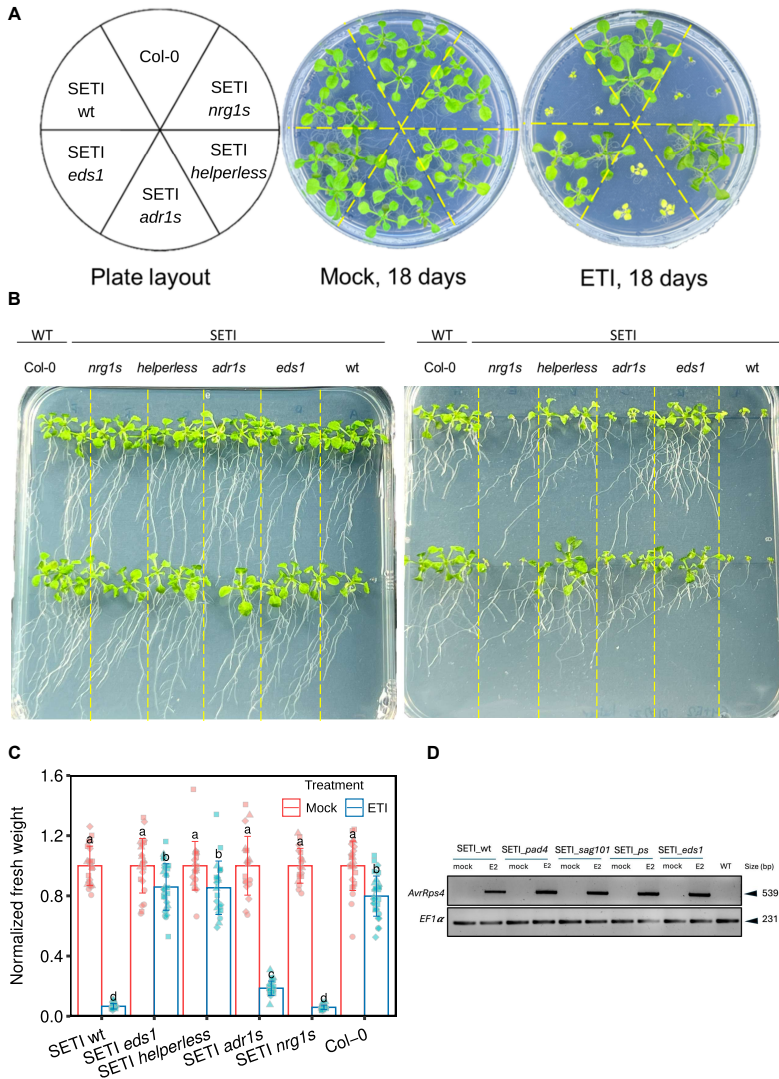 A
Col-0
SETI
wt
SETI
nrg1s
SETI
eds1
SETI
helperless
SETI
adr1s
Plate layout
Mock, 18 days
ETI, 18 days
B
WT
SETI
WT
SETI
Col-0
nrg1s
helperless
adr1s
eds1
wt
Col-0
nrg1s
helperless
adr1s
eds1
wt
C
Normalized fresh weight
1.6
1.2
0.8
0.4
0.0
Treatment
Mock
ETI
a
d
a
b
a
b
a
c
a
d
a
b
SETI wt
SETI eds1
SETI helperless
SETI adr1s
SETI nrg1s
Col–0
D
SETI_wt
SETI_pad4
SETI_sag101
SETI_ps
SETI_eds1
mock
E2
mock
E2
mock
E2
mock
E2
mock
E2
WT
Size (bp)
AvrRps4
539
EF1α
231